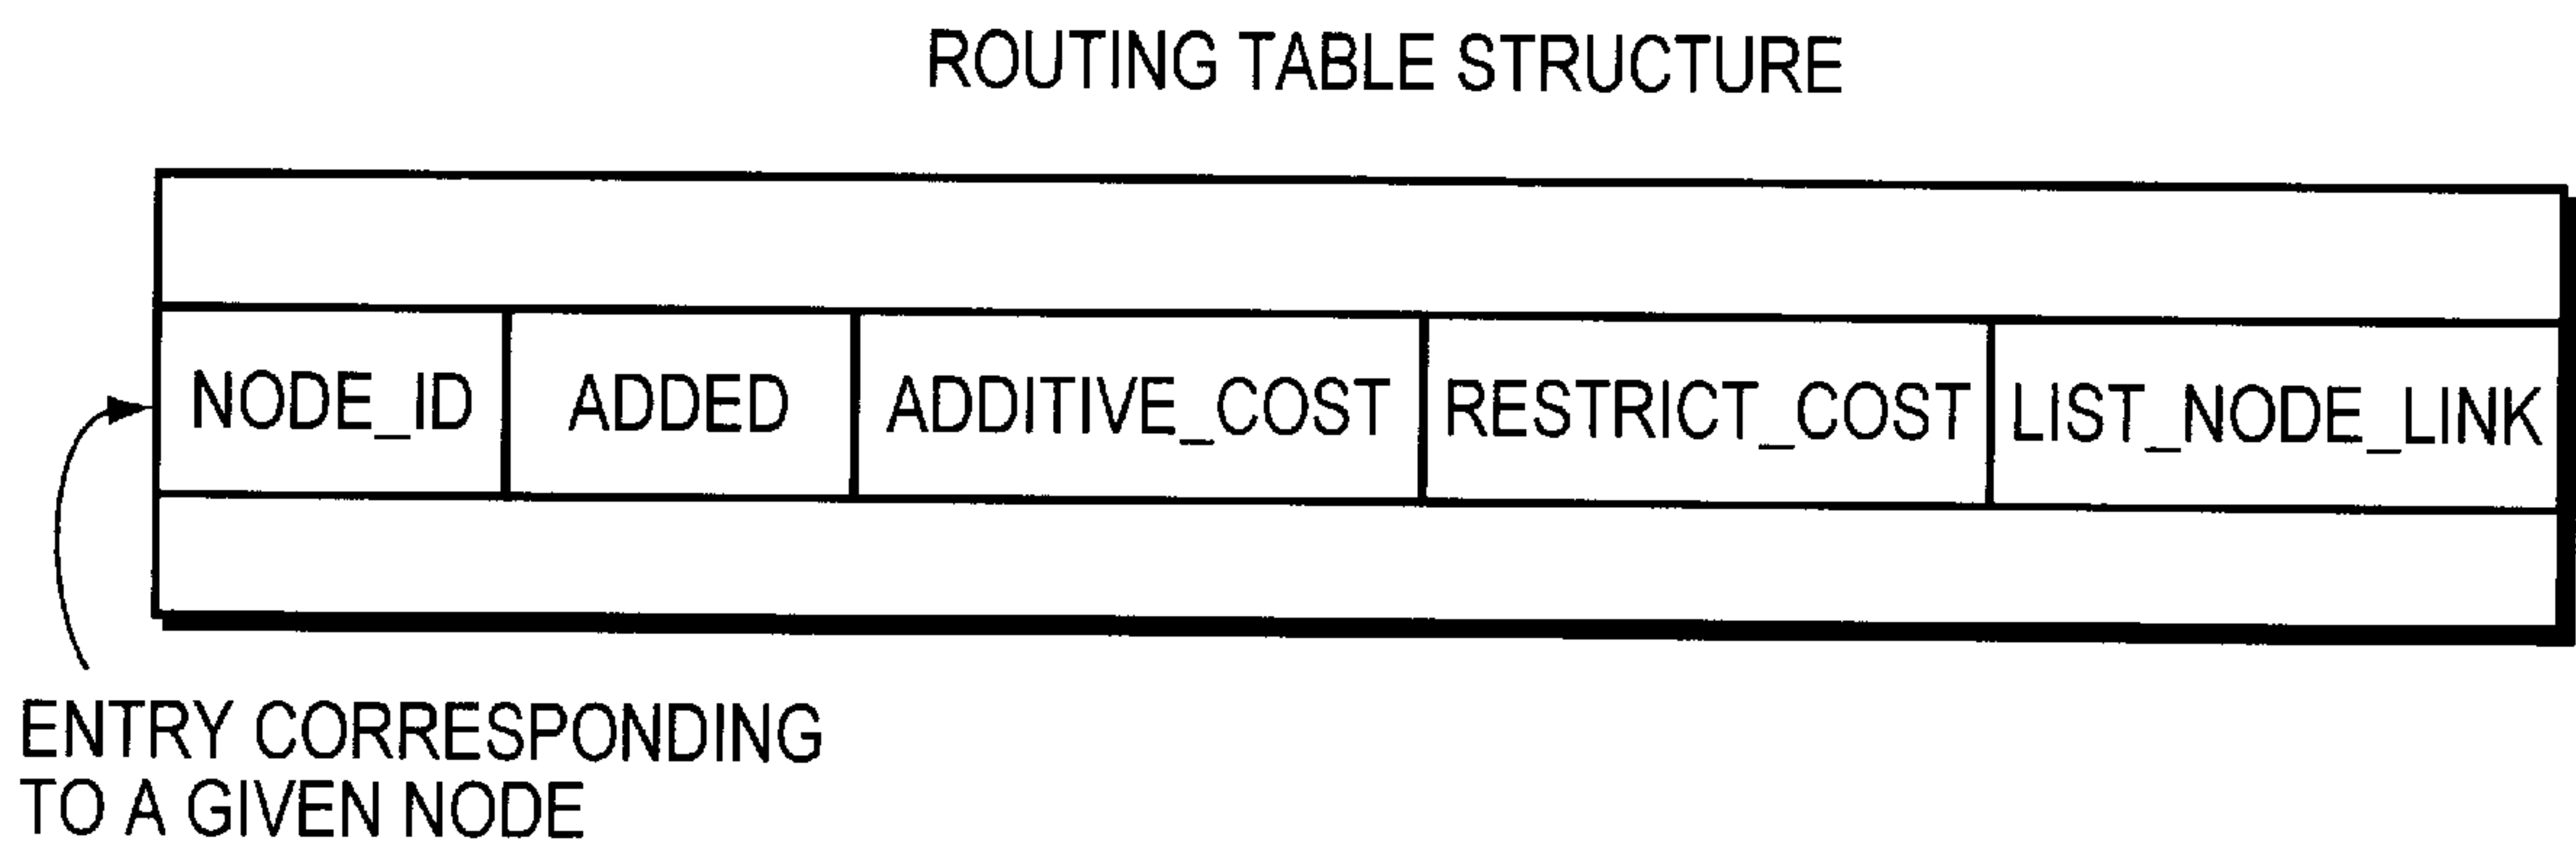 ROUTING TABLE STRUCTURE
NODE_ID ADDED ADDITIVE_COST RESTRICT_COST LIST_NODE_LINK
ENTRY CORRESPONDING
TO A GIVEN NODE